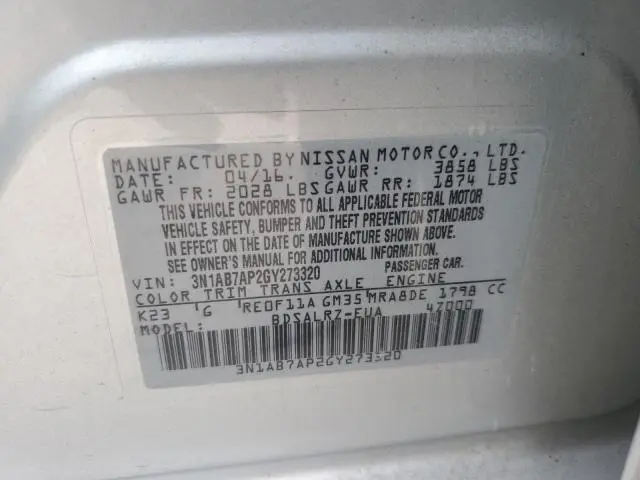 MANUFACTURED BY NISSAN MOTOR CO., LTD.
DATE: 04/16. GVWR: 3858 LBS
GAWR FR: 2028 LBS GAWR RR: 1874 LBS
THIS VEHICLE CONFORMS TO ALL APPLICABLE FEDERAL MOTOR
VEHICLE SAFETY, BUMPER AND THEFT PREVENTION STANDARDS
IN EFFECT ON THE DATE OF MANUFACTURE SHOWN ABOVE.
SEE OWNER'S MANUAL FOR ADDITIONAL INFORMATION.
VIN: 3N1AB7AP2GY273320 PASSENGER CAR.
COLOR TRIM TRANS AXLE ENGINE
K23 G RE0F11A GM35 MRA8DE 1798 CC
MODEL: BDSALRZ-EUA 47000
3N1AB7AP2GY273320